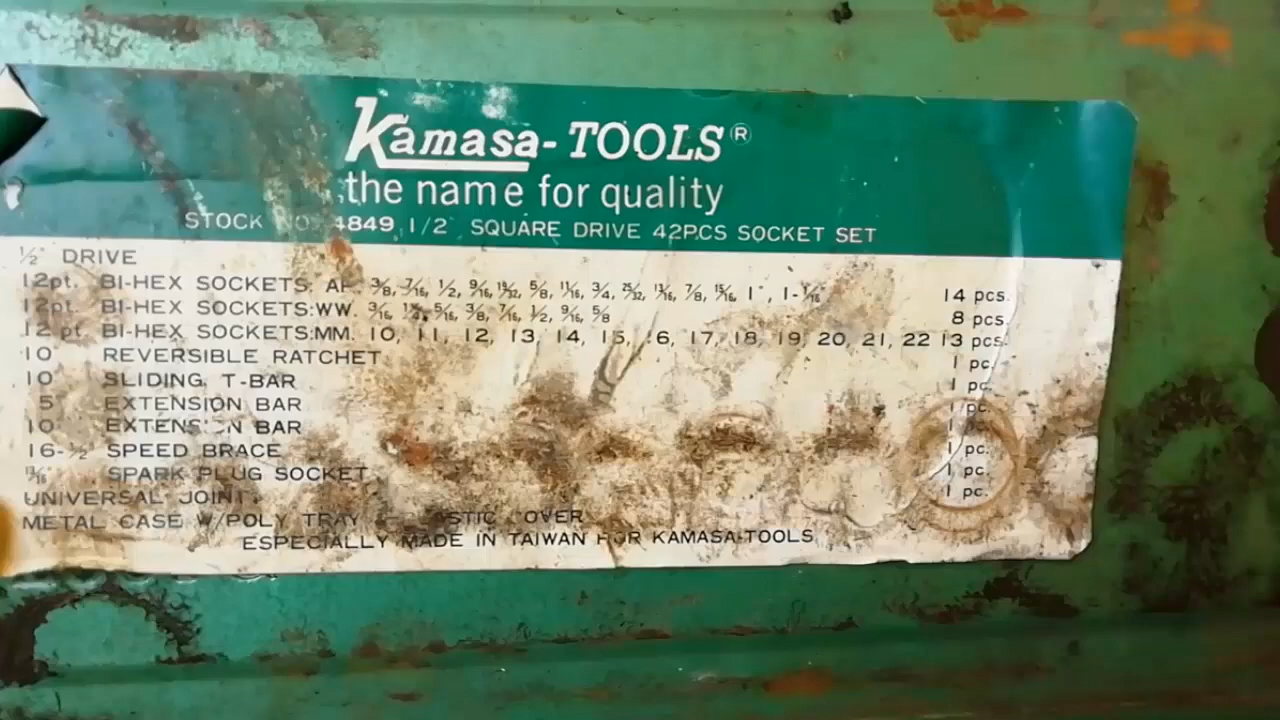 Kamasa-TOOLS®
the name for quality
STOCK NO. 4849 1/2" SQUARE DRIVE 42PCS SOCKET SET
½" DRIVE
12pt. BI-HEX SOCKETS: AF. 3/8, 7/16, 1/2, 9/16, 19/32, 5/8, 11/16, 3/4, 25/32, 13/16, 7/8, 15/16, 1", 1-1/16" 14 pcs.
12pt. BI-HEX SOCKETS:WW. 3/16, 1/4, 5/16, 3/8, 7/16, 1/2, 9/16, 5/8 8 pcs.
12 pt. BI-HEX SOCKETS:MM. 10, 11, 12, 13, 14, 15, 16, 17, 18, 19, 20, 21, 22 13 pcs.
10" REVERSIBLE RATCHET 1 pc.
10" SLIDING T-BAR 1 pc.
5" EXTENSION BAR 1 pc.
10" EXTENSION BAR 1 pc.
16-½" SPEED BRACE 1 pc.
SPARK PLUG SOCKET 1 pc.
UNIVERSAL JOINT 1 pc.
METAL CASE W/POLY TRAY COVER
ESPECIALLY MADE IN TAIWAN FOR KAMASA-TOOLS